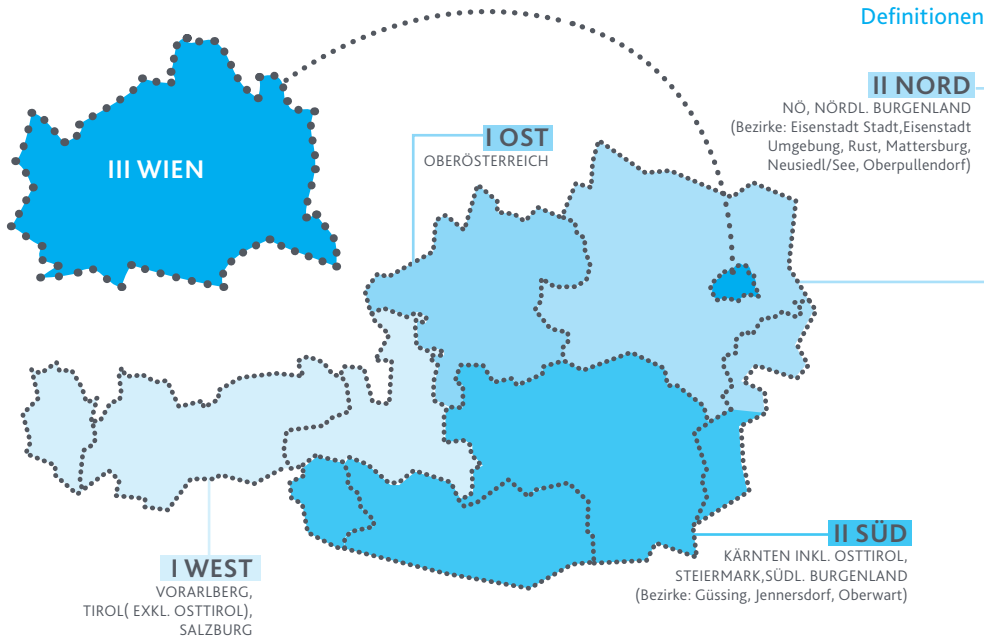 Definitionen
II NORD
NÖ, NÖRDL. BURGENLAND
(Bezirke: Eisenstadt Stadt,Eisenstadt
Umgebung, Rust, Mattersburg,
Neusiedl/See, Oberpullendorf)
I OST
OBERÖSTERREICH
III WIEN
II SÜD
KÄRNTEN INKL. OSTTIROL,
STEIERMARK,SÜDL. BURGENLAND
(Bezirke: Güssing, Jennersdorf, Oberwart)
I WEST
VORARLBERG,
TIROL( EXKL. OSTTIROL),
SALZBURG